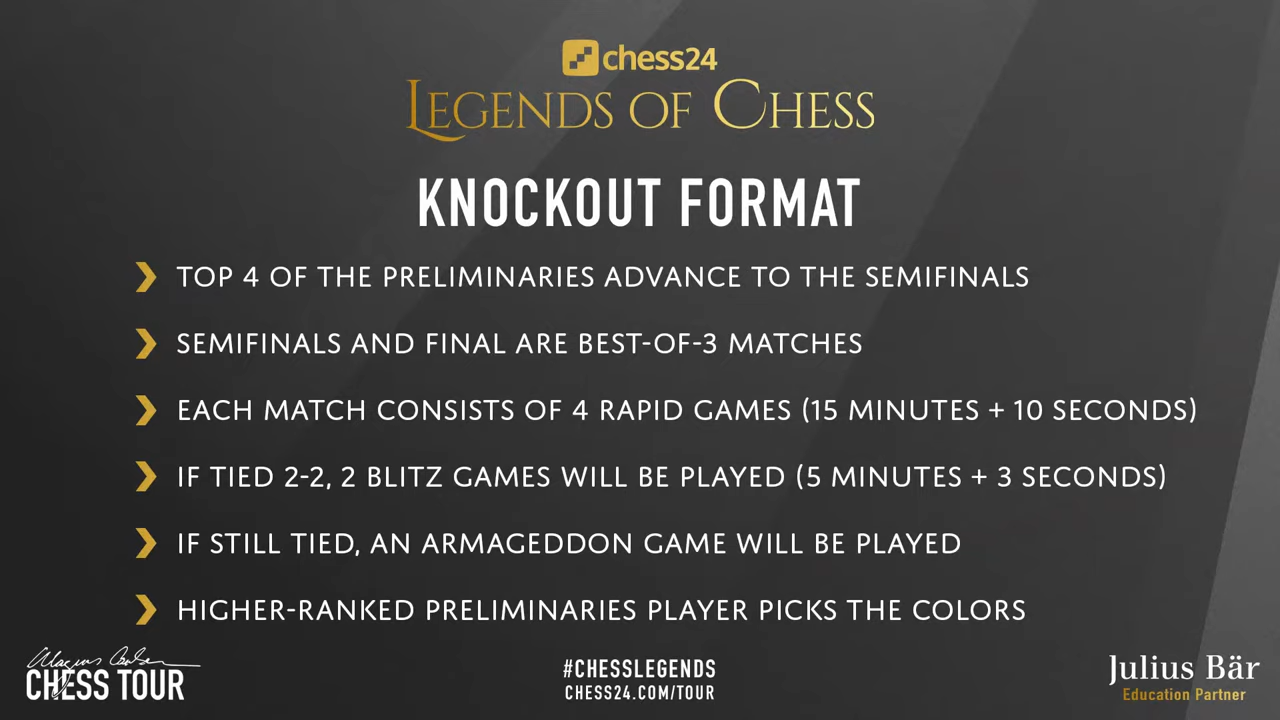 chess24
LEGENDS OF CHESS
KNOCKOUT FORMAT
TOP 4 OF THE PRELIMINARIES ADVANCE TO THE SEMIFINALS
SEMIFINALS AND FINAL ARE BEST-OF-3 MATCHES
EACH MATCH CONSISTS OF 4 RAPID GAMES (15 MINUTES + 10 SECONDS)
IF TIED 2-2, 2 BLITZ GAMES WILL BE PLAYED (5 MINUTES + 3 SECONDS)
IF STILL TIED, AN ARMAGEDDON GAME WILL BE PLAYED
HIGHER-RANKED PRELIMINARIES PLAYER PICKS THE COLORS
Magnus Carlsen
CHESS TOUR
#CHESSLEGENDS
CHESS24.COM/TOUR
Julius Bär
Education Partner